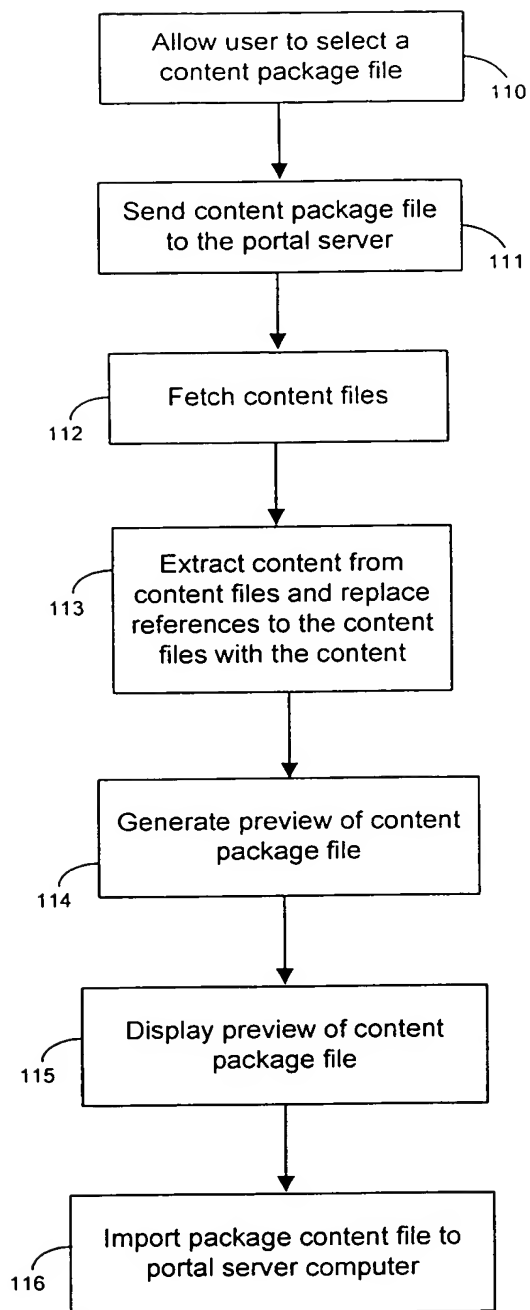 Allow user to select a
content package file
110
Send content package file
to the portal server
111
Fetch content files
112
Extract content from
content files and replace
references to the content
files with the content
113
Generate preview of content
package file
114
Display preview of content
package file
115
Import package content file to
portal server computer
116